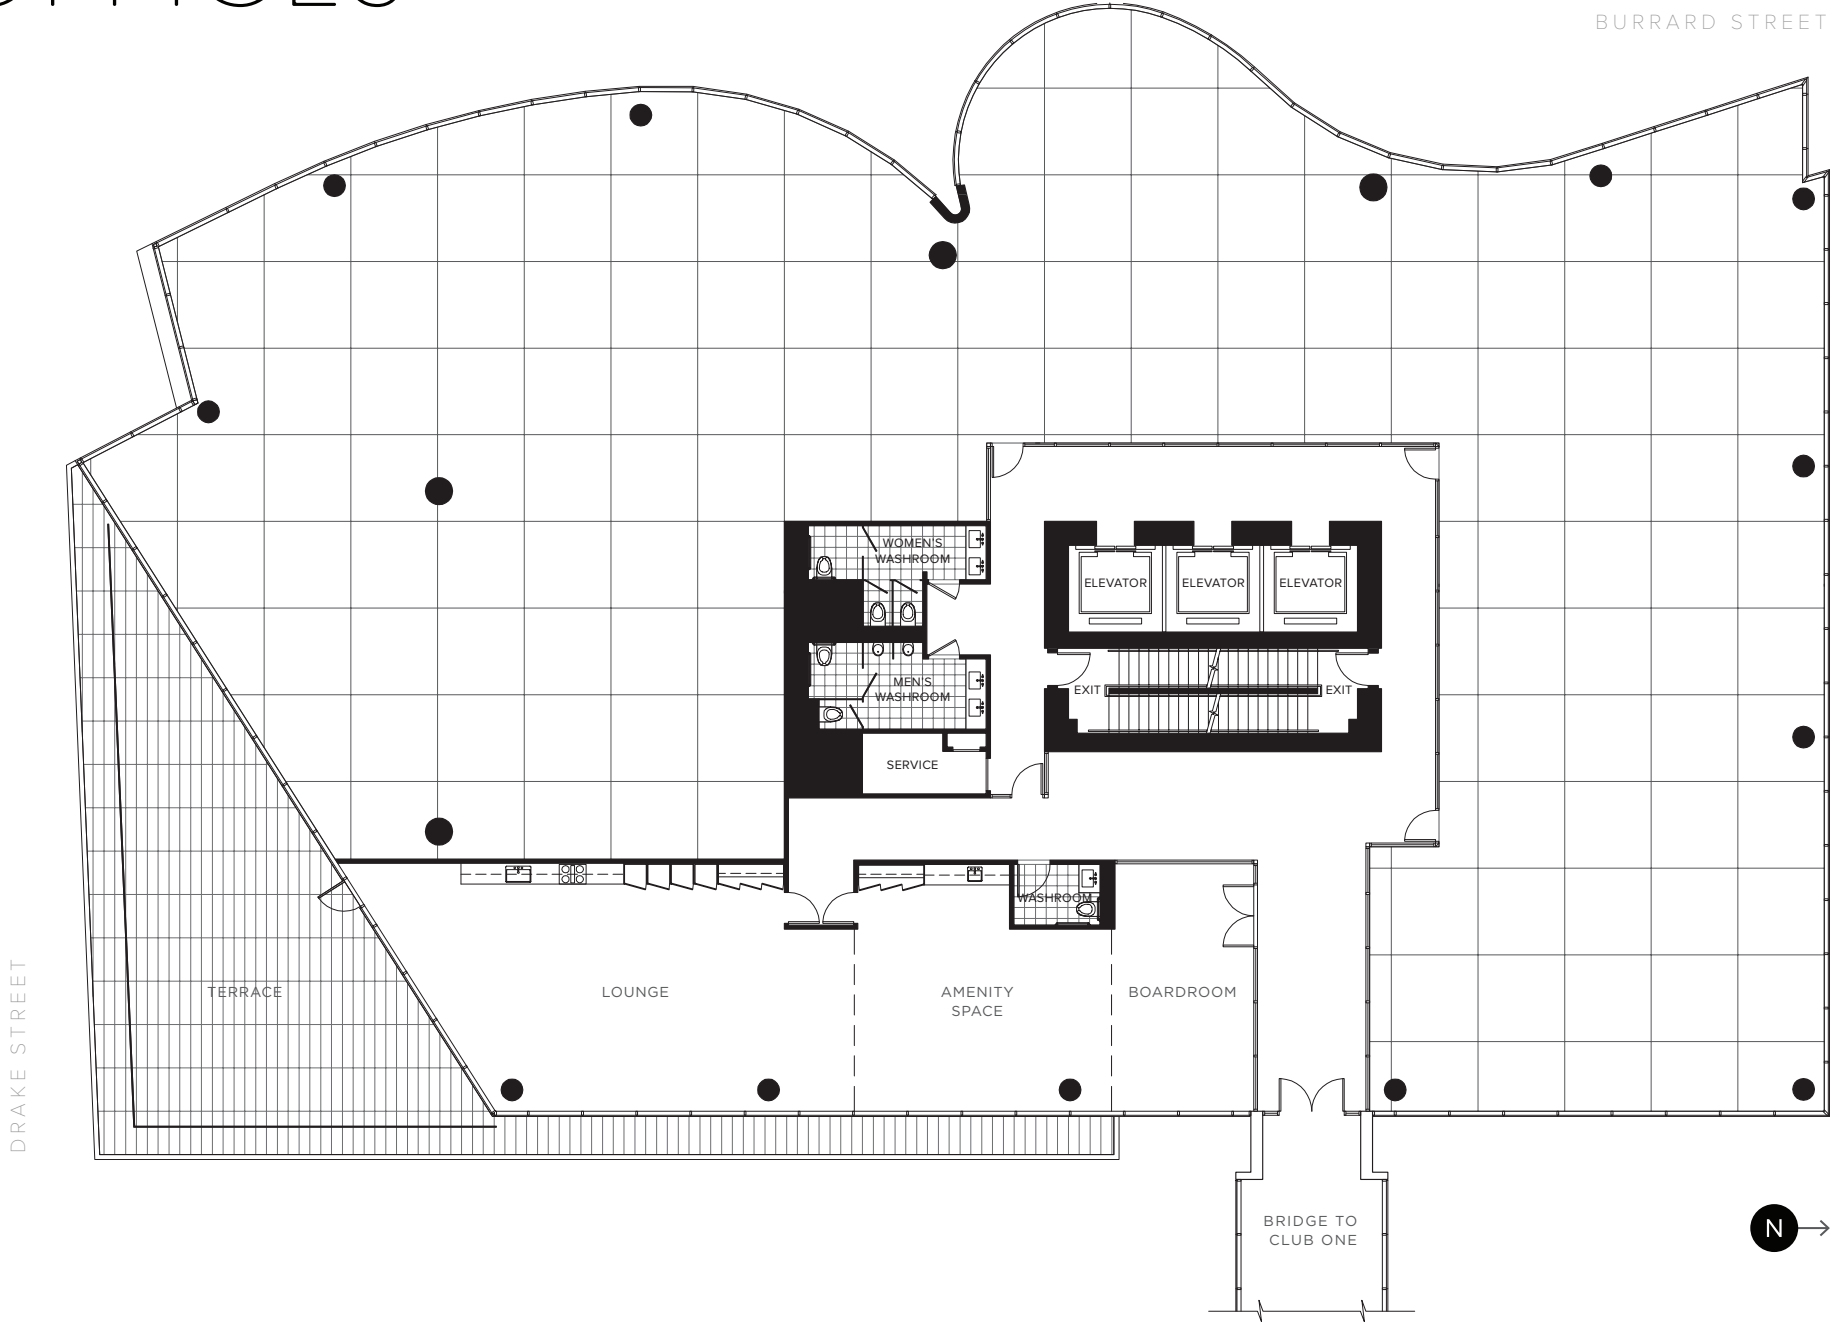 OFFICES
BURRARD STREET
WOMEN'S
WASHROOM
ELEVATOR
ELEVATOR
ELEVATOR
MEN'S
WASHROOM
EXIT
EXIT
SERVICE
WASHROOM
TERRACE
LOUNGE
AMENITY
SPACE
BOARDROOM
DRAKE STREET
BRIDGE TO
CLUB ONE
N